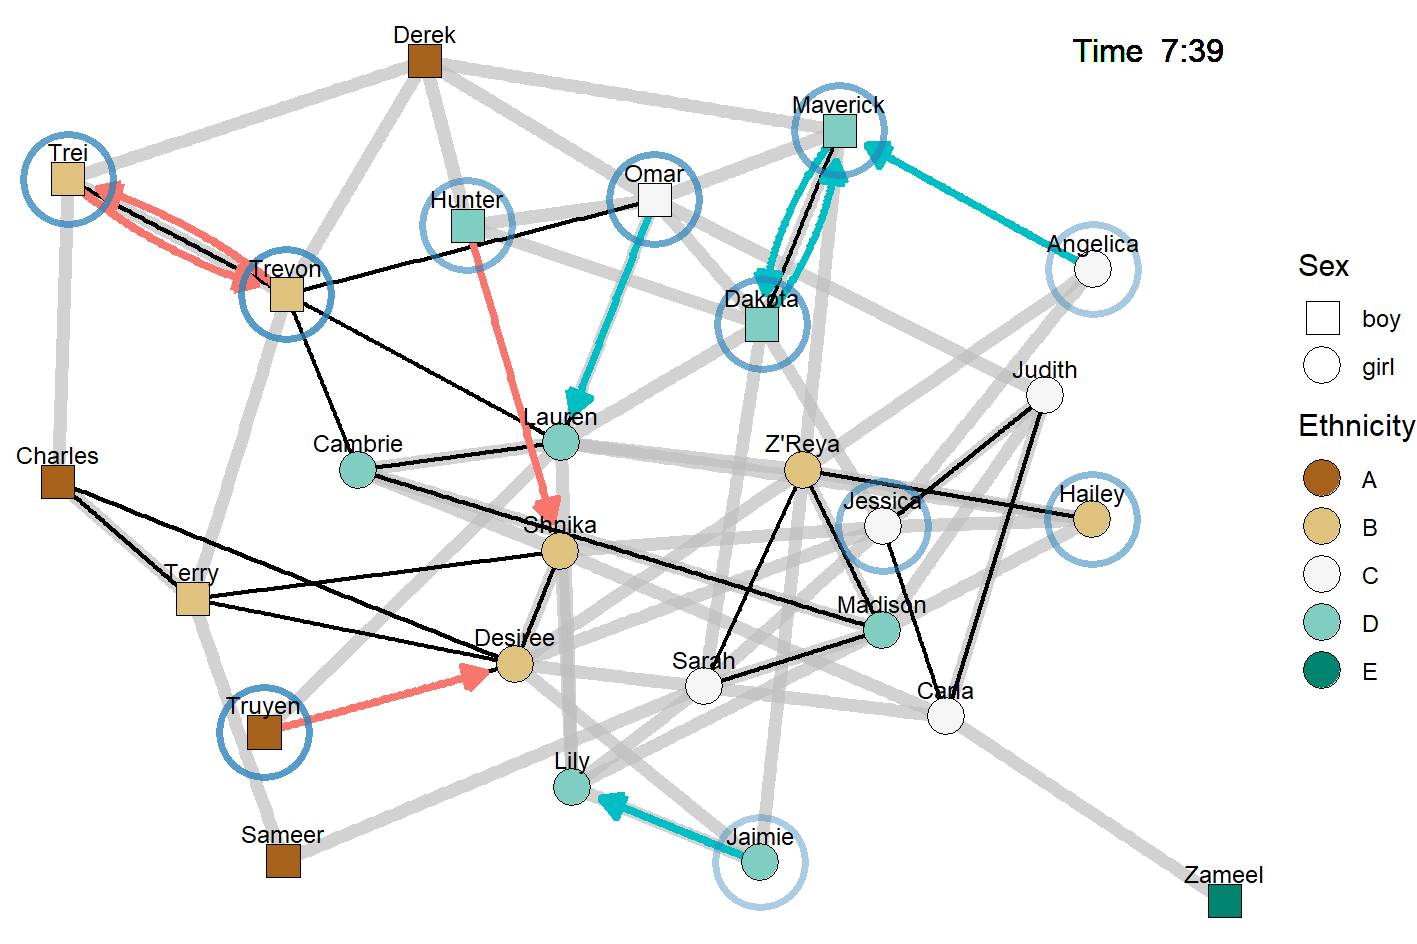 Derek
Time 7:39
Maverick
Trei
Omar
Hunter
Angelica
Trevon
Dakota
Judith
Lauren
Cambrie
Z'Reya
Charles
Jessica
Hailey
Shnika
Terry
Madison
Desiree
Sarah
Carla
Truyen
Lily
Sameer
Jaimie
Zameel
Sex
boy
girl
Ethnicity
A
B
C
D
E